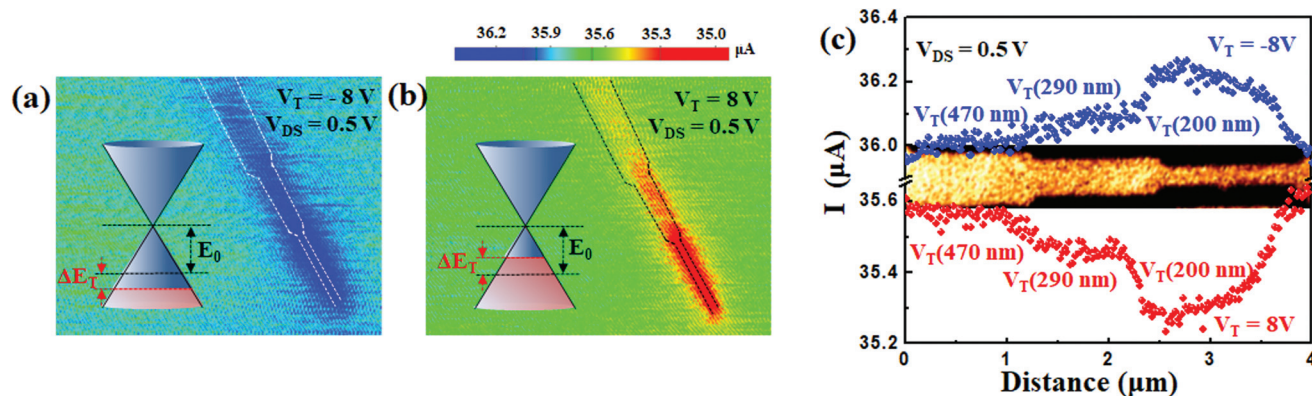 36.2 35.9 35.6 35.3 35.0
μA
(a)
V_T = - 8 V
V_DS = 0.5 V
E_0
ΔE_T
(b)
V_T = 8 V
V_DS = 0.5 V
E_0
ΔE_T
(c)
V_DS = 0.5 V
V_T = -8V
V_T(470 nm)
V_T(290 nm)
V_T(200 nm)
V_T(470 nm)
V_T(290 nm)
V_T(200 nm)
V_T = 8V
I (μA)
36.4
36.2
36.0
35.6
35.4
35.2
0 1 2 3 4
Distance (μm)